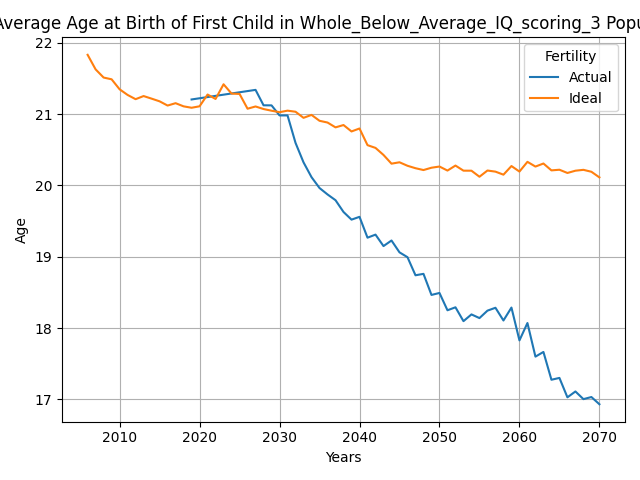 Average Age at Birth of First Child in Whole_Below_Average_IQ_scoring_3 Popu
Fertility
Actual
Ideal
22
21
20
19
18
17
Age
2010 2020 2030 2040 2050 2060 2070
Years